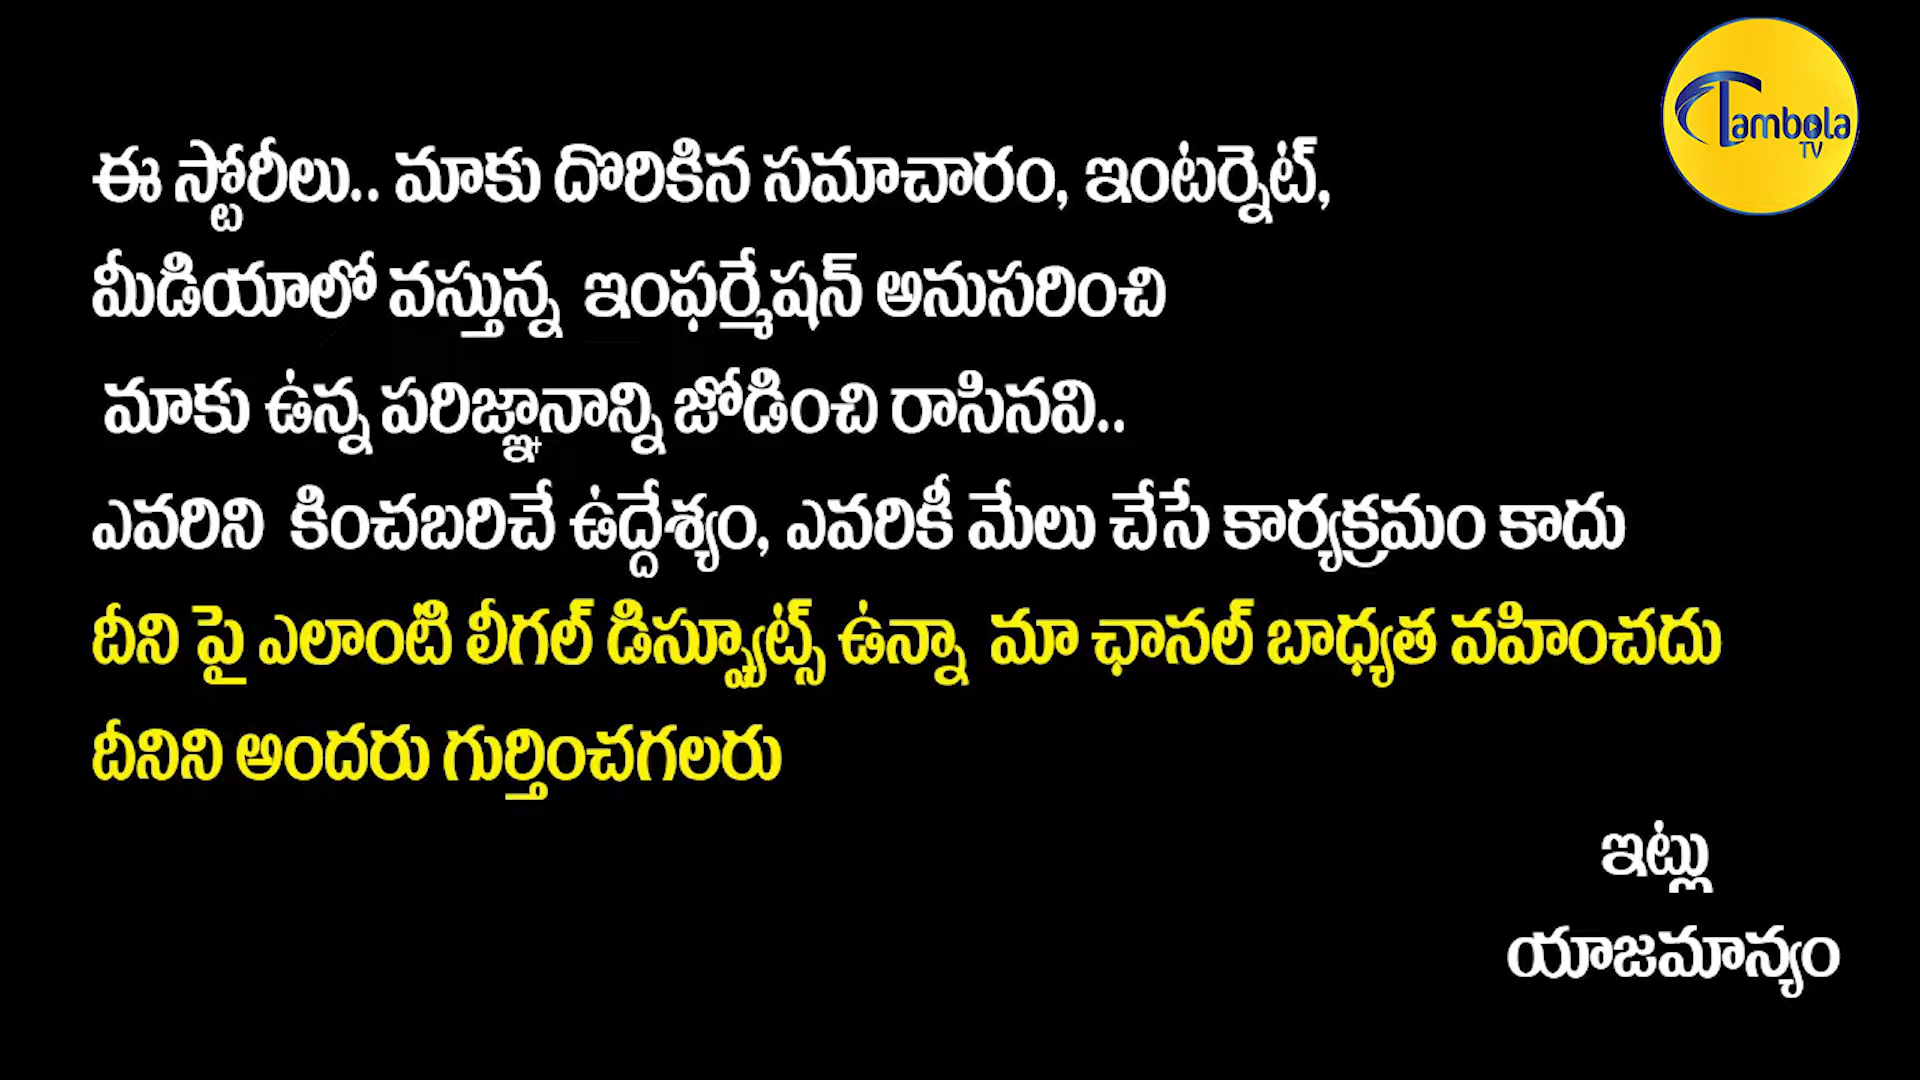 Tambola
TV
ఈ స్టోరీలు.. మాకు దొరికిన సమాచారం, ఇంటర్నెట్,
మీడియాలో వస్తున్న ఇంఫర్మేషన్ అనుసరించి
మాకు ఉన్న పరిజ్ఞానాన్ని జోడించి రాసినవి..
ఎవరిని కించబరిచే ఉద్దేశ్యం, ఎవరికీ మేలు చేసే కార్యక్రమం కాదు
దీని పై ఎలాంటి లీగల్ డిస్ప్యూట్స్ ఉన్నా మా ఛానల్ బాధ్యత వహించదు
దీనిని అందరు గుర్తించగలరు
ఇట్లు
యాజమాన్యం